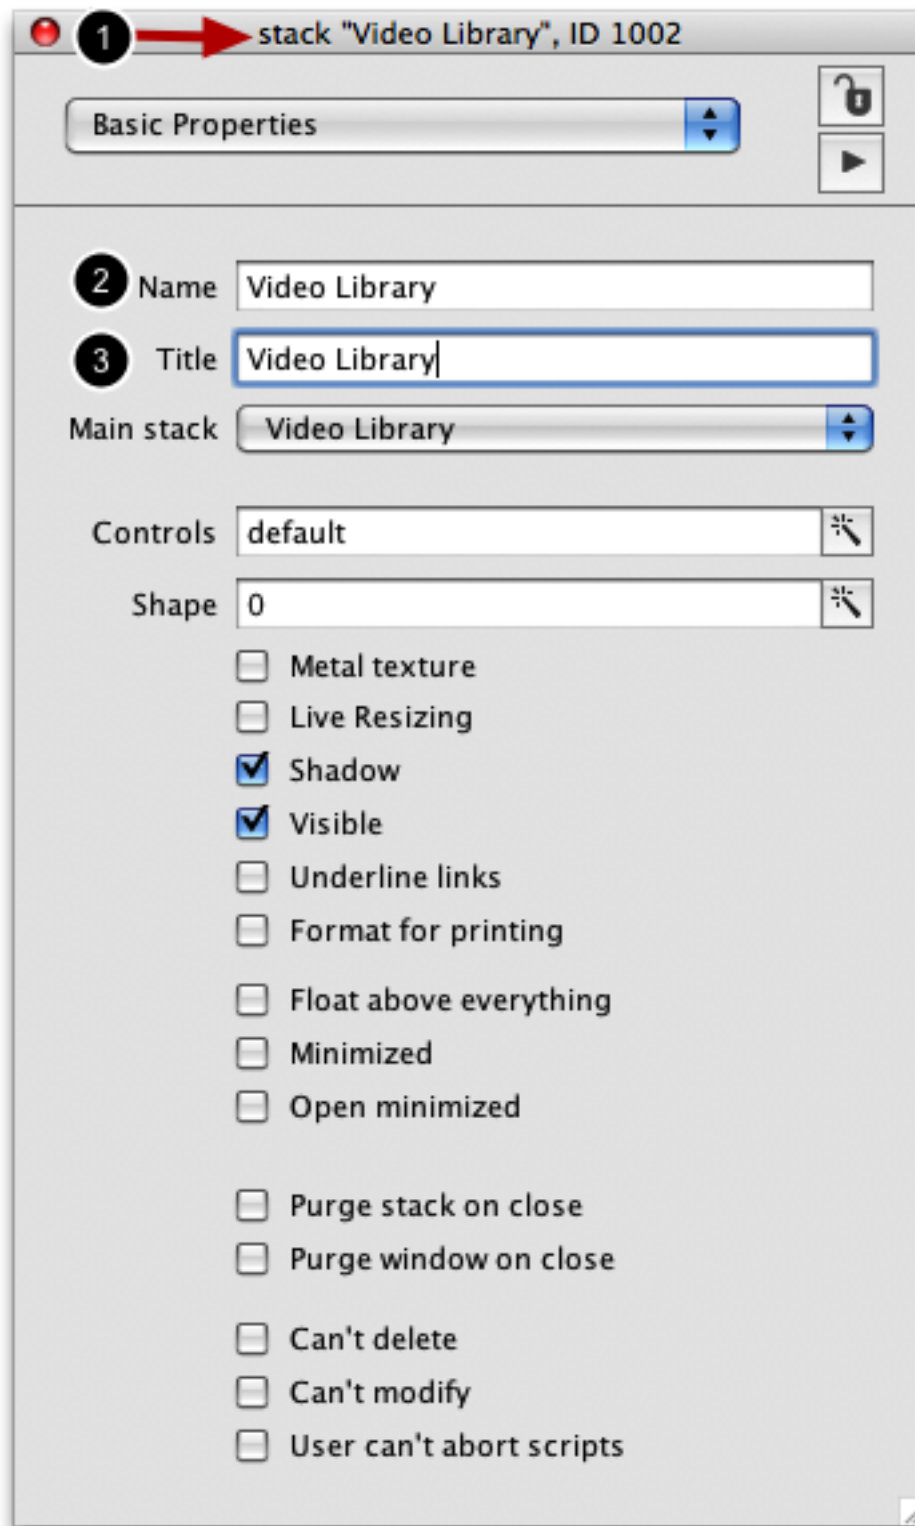 1 stack "Video Library", ID 1002
Basic Properties
2 Name Video Library
3 Title Video Library
Main stack Video Library
Controls default
Shape 0
Metal texture
Live Resizing
Shadow
Visible
Underline links
Format for printing
Float above everything
Minimized
Open minimized
Purge stack on close
Purge window on close
Can't delete
Can't modify
User can't abort scripts